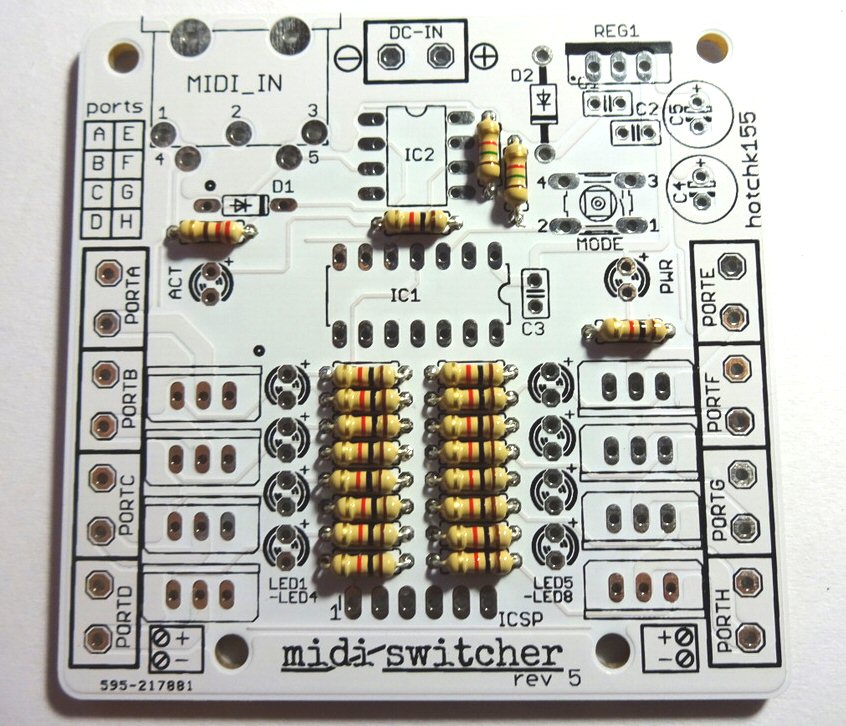 DC-IN
REG1
MIDI_IN
D2
C2
C5
ports
1 2 3
A E
4 5
B F
IC2
C G
D H
D1
C4
4 3
2 1
MODE
hotchk155
ACT
PWR
PORTA
PORTE
IC1
C3
PORTB
PORTF
PORTC
PORTG
PORTD
PORTH
LED1
-LED4
LED5
-LED8
1
ICSP
+
-
+
-
midi-switcher
rev 5
595-217881